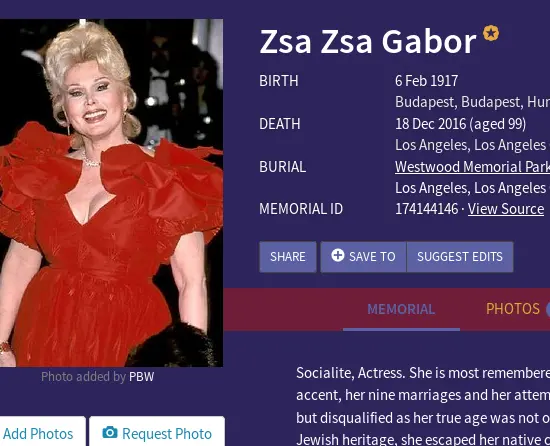 Zsa Zsa Gabor
BIRTH 6 Feb 1917
Budapest, Budapest,
DEATH 18 Dec 2016 (aged 99)
Los Angeles, Los Angeles
BURIAL Westwood Memorial Park
Los Angeles, Los Angeles
MEMORIAL ID 174144146 · View Source
SHARE SAVE TO SUGGEST EDITS
MEMORIAL PHOTOS
Photo added by PBW
Socialite, Actress. She is most remembere
accent, her nine marriages and her attem
but disqualified as her true age was not o
Jewish heritage, she escaped her native c
Add Photos Request Photo